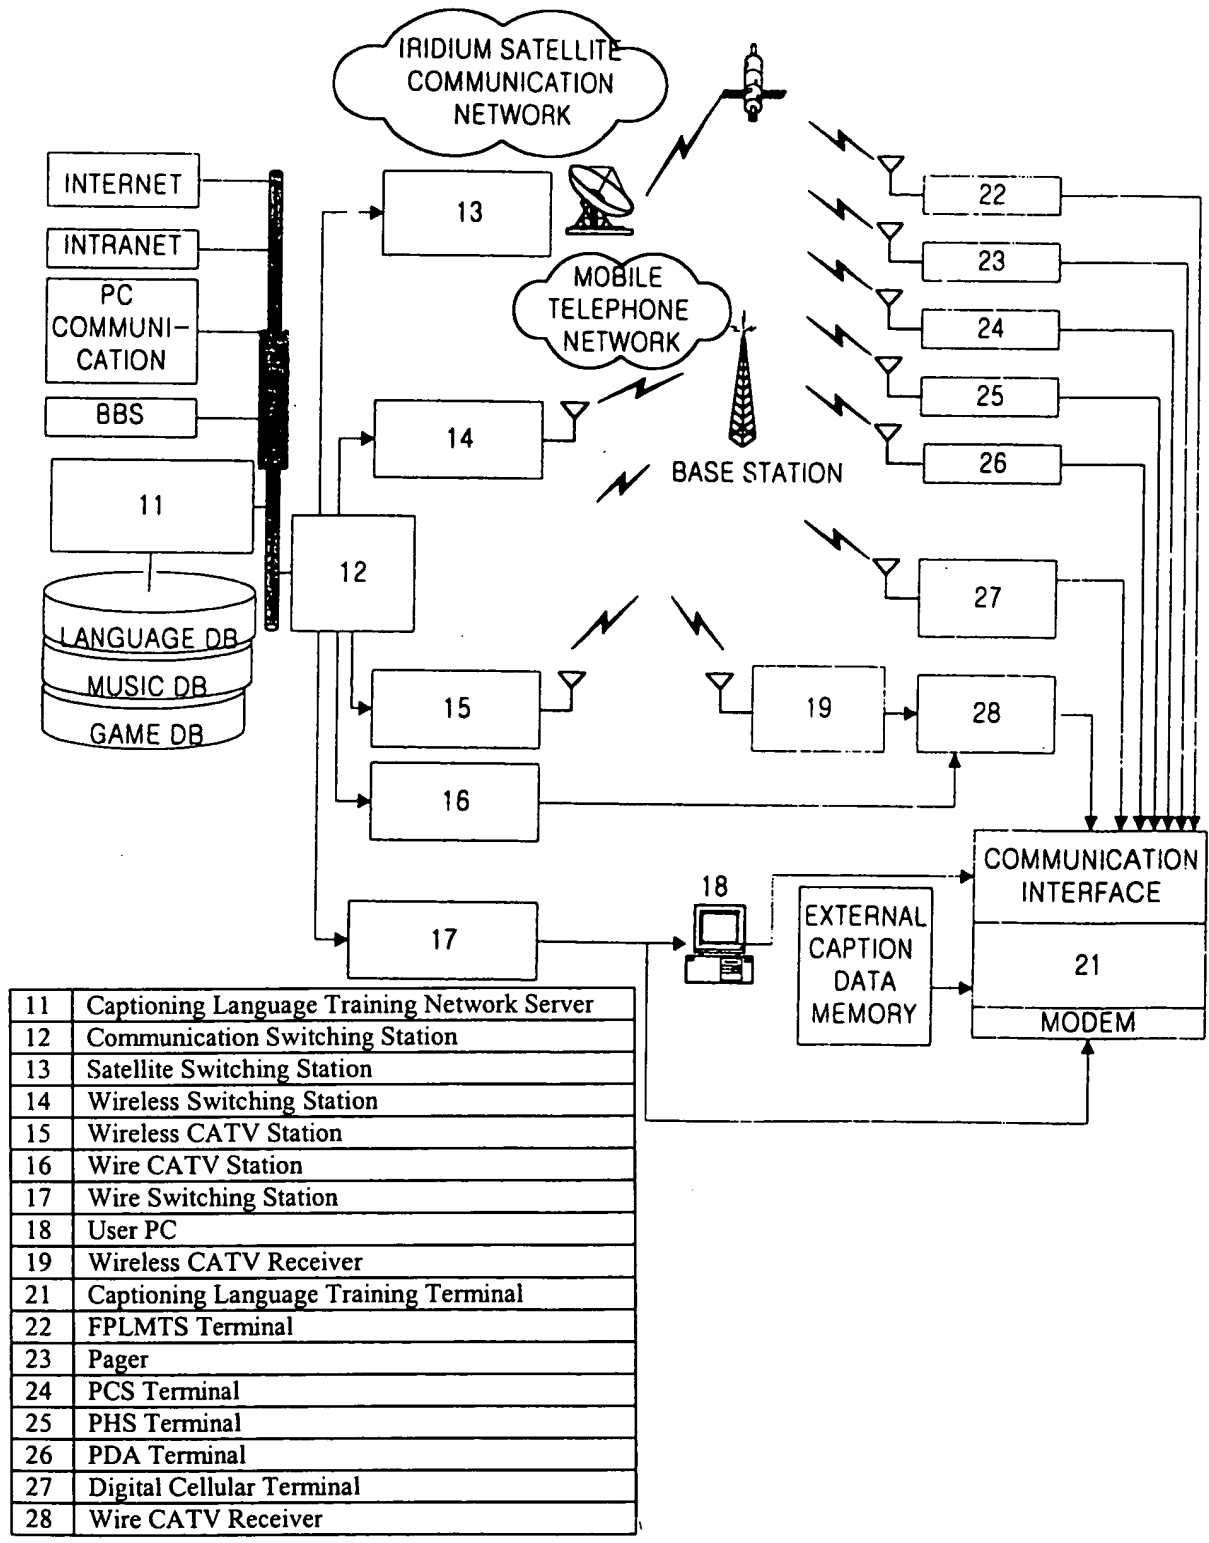 IRIDIUM SATELLITE
COMMUNICATION
NETWORK
INTERNET
INTRANET
PC
COMMUNI-
CATION
BBS
11
LANGUAGE DB
MUSIC DB
GAME DB
12
13
MOBILE
TELEPHONE
NETWORK
14
BASE STATION
15
16
17
18
19
22
23
24
25
26
27
28
COMMUNICATION
INTERFACE
21
MODEM
EXTERNAL
CAPTION
DATA
MEMORY
11 Captioning Language Training Network Server
12 Communication Switching Station
13 Satellite Switching Station
14 Wireless Switching Station
15 Wireless CATV Station
16 Wire CATV Station
17 Wire Switching Station
18 User PC
19 Wireless CATV Receiver
21 Captioning Language Training Terminal
22 FPLMTS Terminal
23 Pager
24 PCS Terminal
25 PHS Terminal
26 PDA Terminal
27 Digital Cellular Terminal
28 Wire CATV Receiver